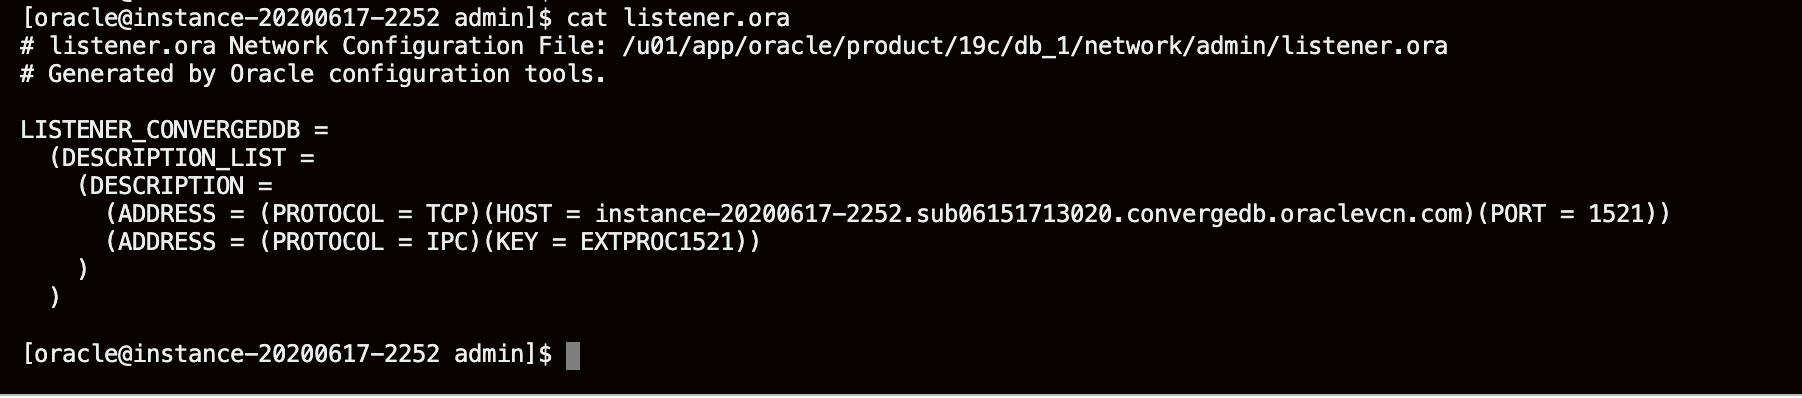 [oracle@instance-20200617-2252 admin]$ cat listener.ora
# listener.ora Network Configuration File: /u01/app/oracle/product/19c/db_1/network/admin/listener.ora
# Generated by Oracle configuration tools.
LISTENER_CONVERGEDDB =
(DESCRIPTION_LIST =
(DESCRIPTION =
(ADDRESS = (PROTOCOL = TCP)(HOST = instance-20200617-2252.sub06151713020.convergedb.oraclevcn.com)(PORT = 1521))
(ADDRESS = (PROTOCOL = IPC)(KEY = EXTPROC1521))
)
)
[oracle@instance-20200617-2252 admin]$